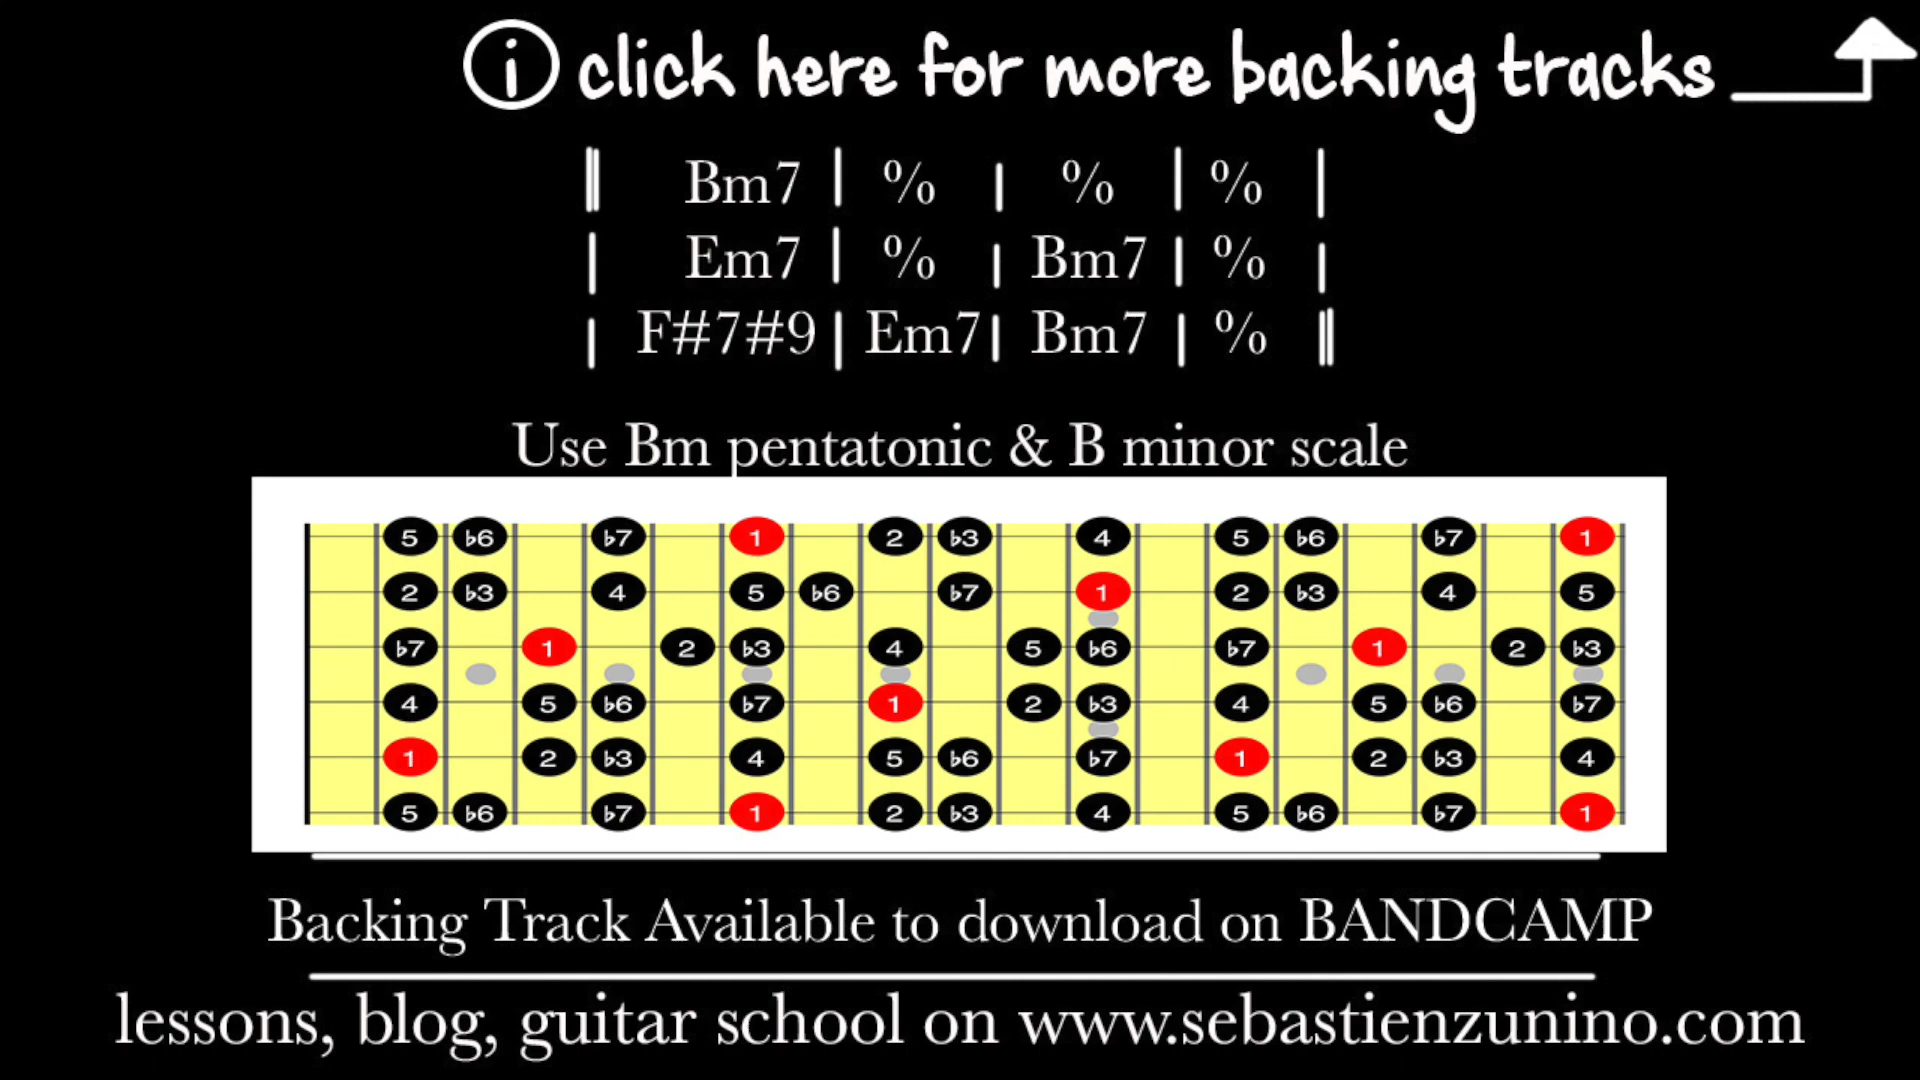 i click here for more backing tracks
|| Bm7 | % | % | % |
| Em7 | % | Bm7 | % |
| F#7#9 | Em7 | Bm7 | % ||
Use Bm pentatonic & B minor scale
5 ♭6 ♭7 1 2 ♭3 4 5 ♭6 ♭7 1
2 ♭3 4 5 ♭6 ♭7 1 2 ♭3 4 5
♭7 1 2 ♭3 4 5 ♭6 ♭7 1 2 ♭3
4 5 ♭6 ♭7 1 2 ♭3 4 5 ♭6 ♭7
1 2 ♭3 4 5 ♭6 ♭7 1 2 ♭3 4
5 ♭6 ♭7 1 2 ♭3 4 5 ♭6 ♭7 1
Backing Track Available to download on BANDCAMP
lessons, blog, guitar school on www.sebastienzunino.com